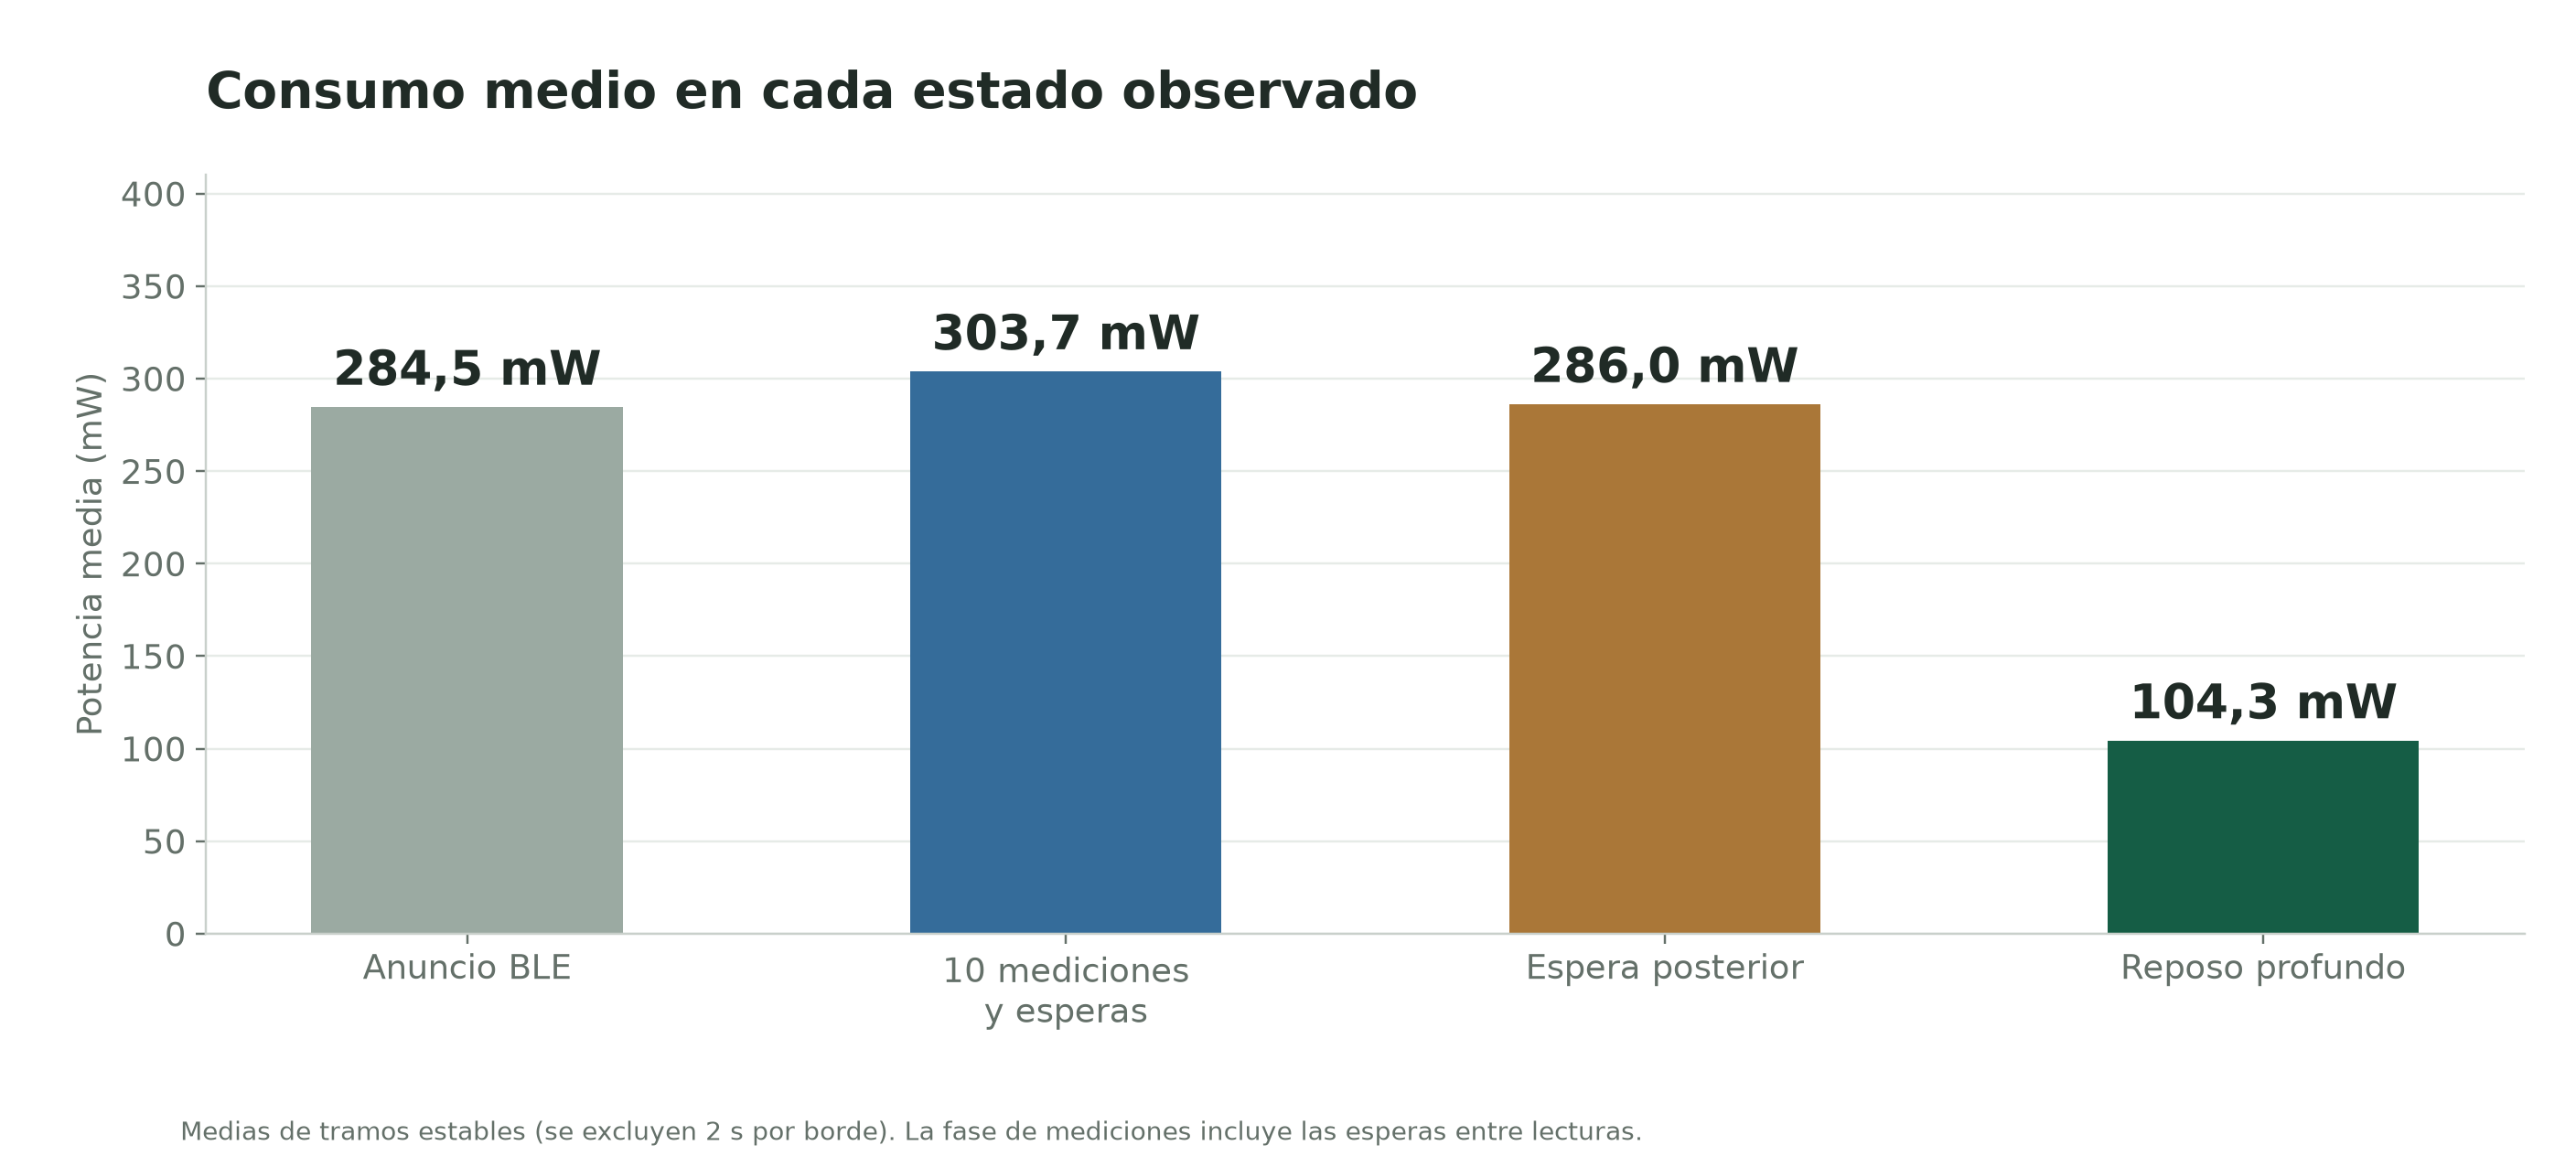 Consumo medio en cada estado observado
Potencia media (mW)
400
350
300
250
200
150
100
50
0
284,5 mW
303,7 mW
286,0 mW
104,3 mW
Anuncio BLE
10 mediciones
y esperas
Espera posterior
Reposo profundo
Medias de tramos estables (se excluyen 2 s por borde). La fase de mediciones incluye las esperas entre lecturas.